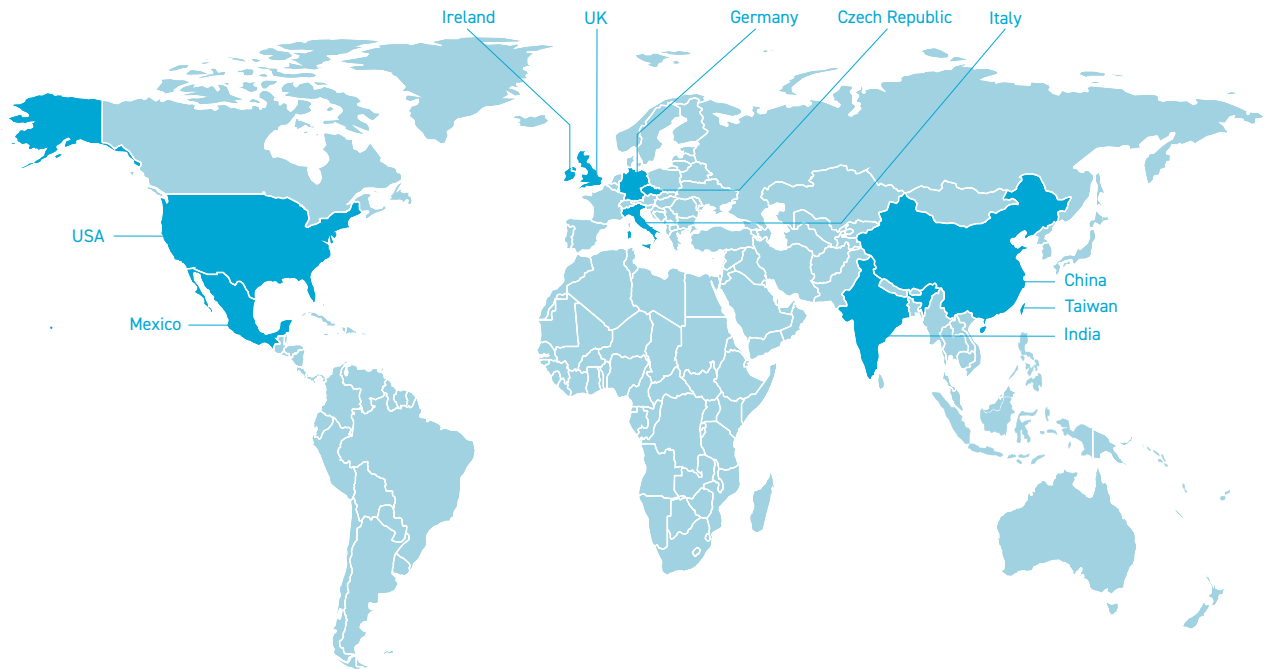 Ireland
UK
Germany
Czech Republic
Italy
USA
China
Taiwan
Mexico
India